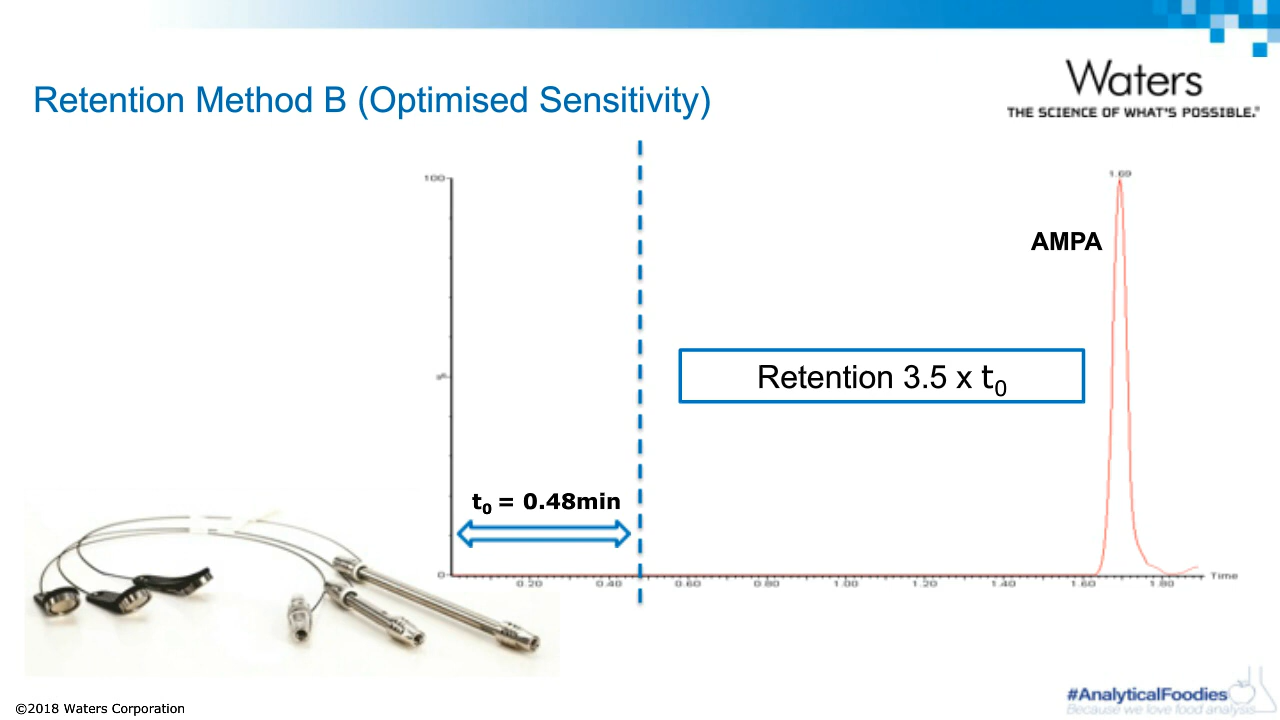 Retention Method B (Optimised Sensitivity)
Waters
THE SCIENCE OF WHAT'S POSSIBLE.®
100
1.69
AMPA
%
Retention 3.5 x t₀
t₀ = 0.48min
0
0.20 0.40 0.60 0.80 1.00 1.20 1.40 1.60 1.80 Time
#AnalyticalFoodies
Because we love food analysis
©2018 Waters Corporation